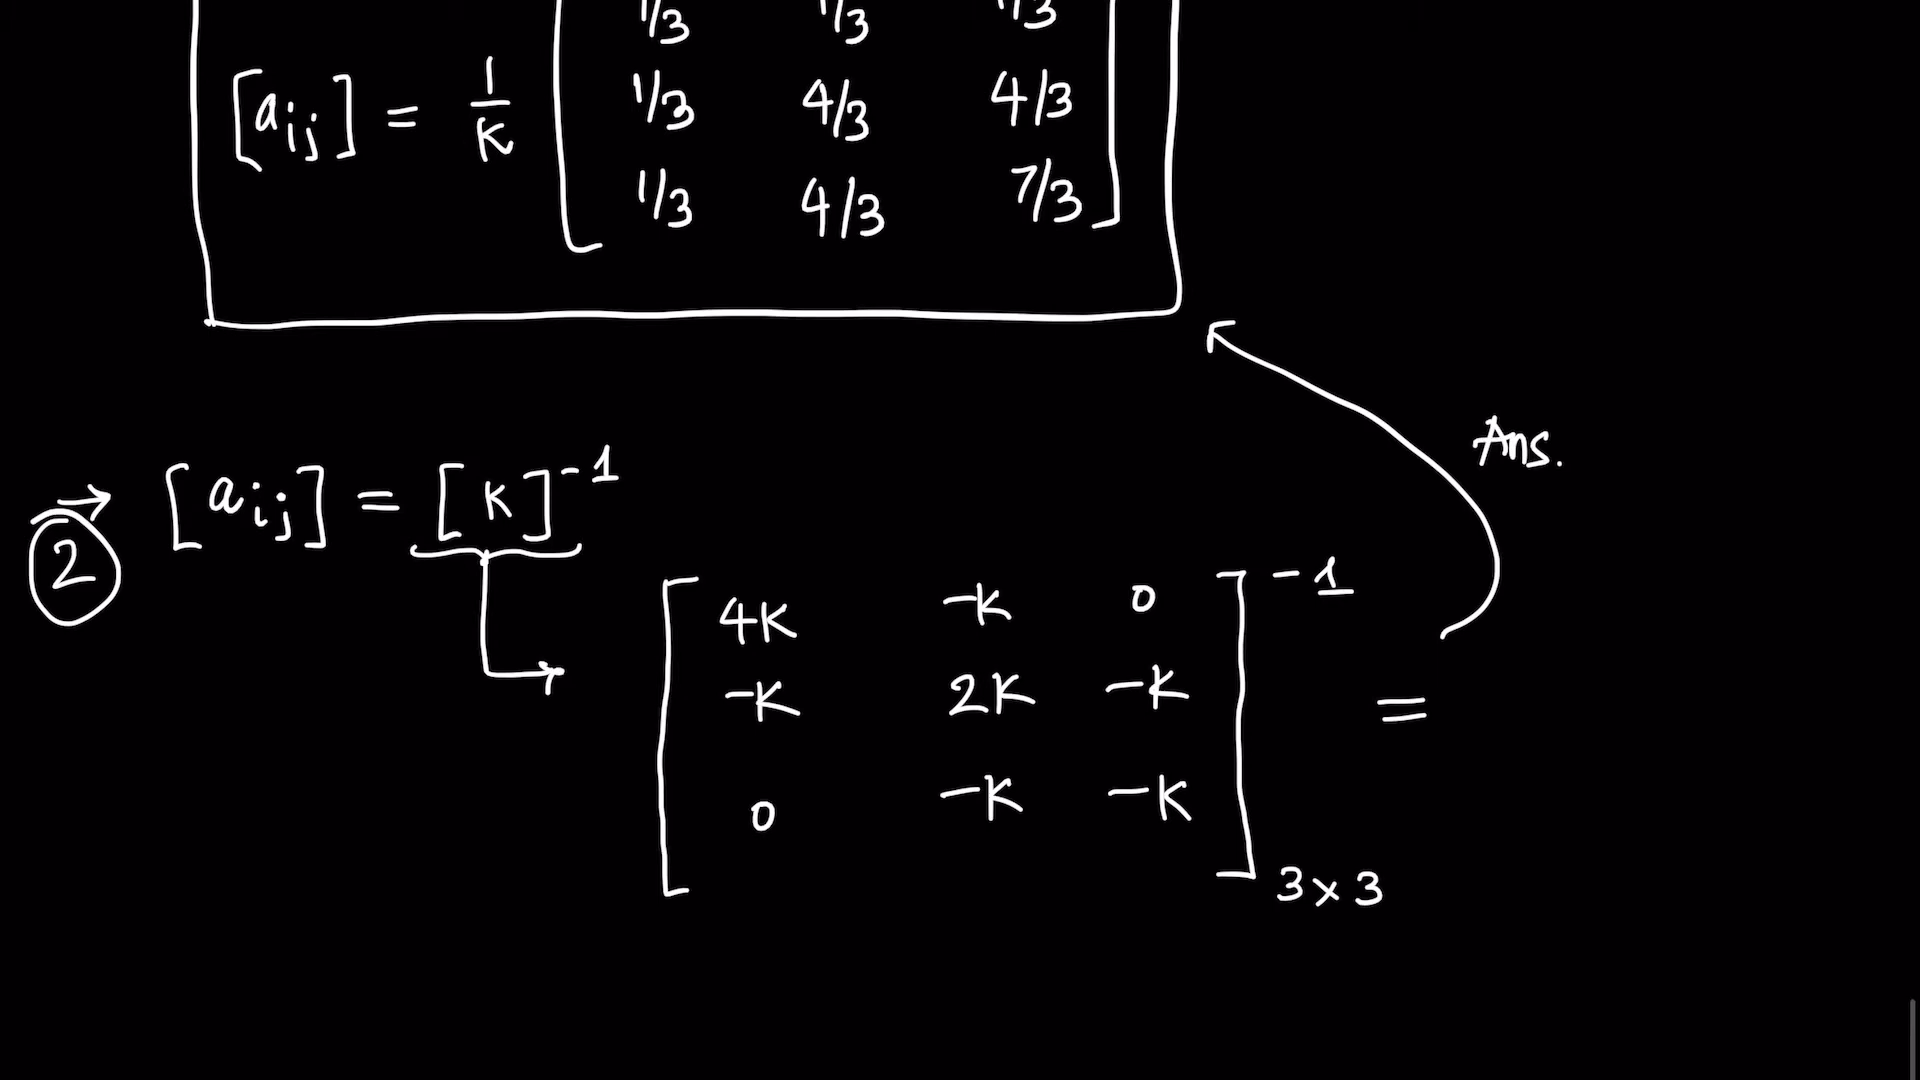 1/3 1/3 1/3
[aij] = 1/K [ 1/3 4/3 4/3
1/3 4/3 7/3 ]
Ans.
② → [aij] = [K]^-1
→ [ 4K -K 0
-K 2K -K
0 -K -K ]^-1 3×3 =